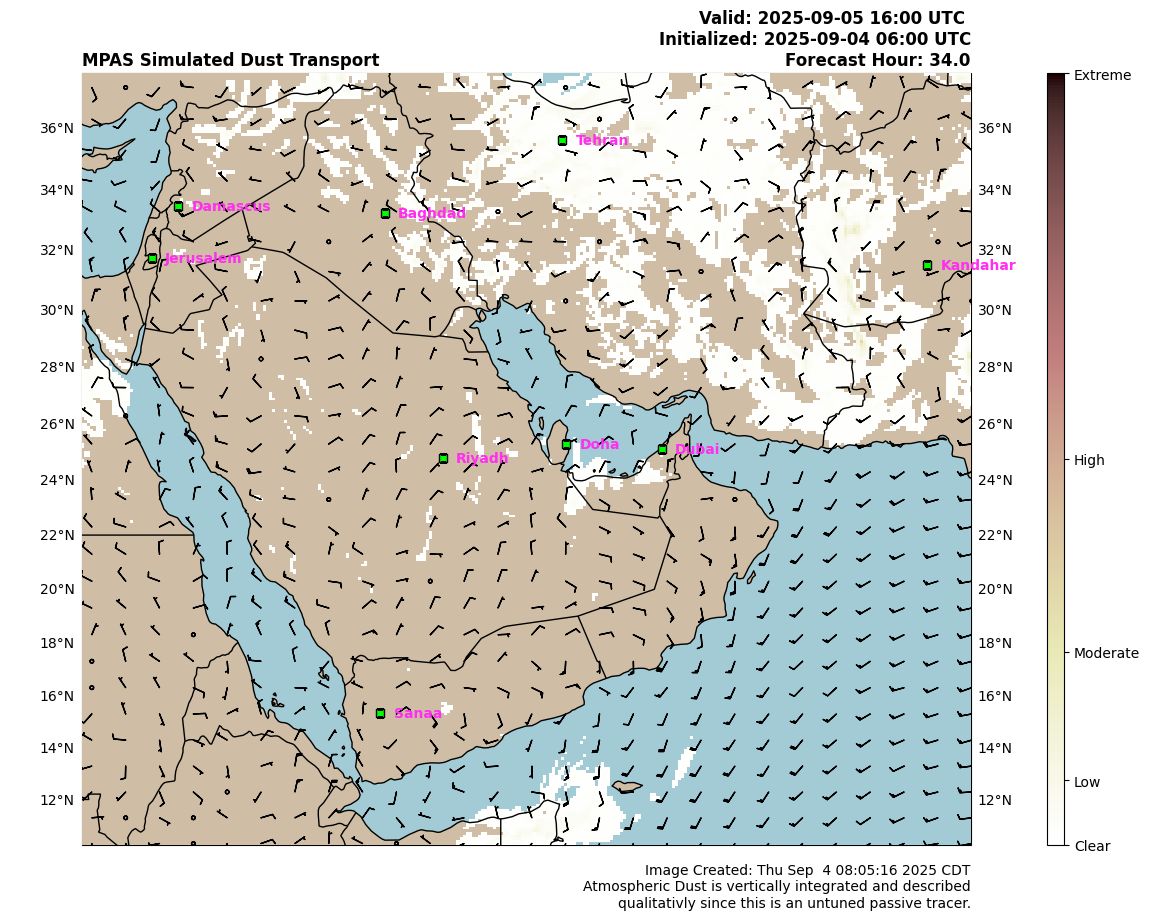 Valid: 2025-09-05 16:00 UTC
Initialized: 2025-09-04 06:00 UTC
MPAS Simulated Dust Transport
Forecast Hour: 34.0
Extreme
36°N
36°N
Tehran
34°N
34°N
Damascus
Baghdad
32°N
32°N
Jerusalem
Kandahar
30°N
30°N
28°N
28°N
26°N
26°N
Doha
Dubai
Riyadh
High
24°N
24°N
22°N
22°N
20°N
20°N
18°N
18°N
Moderate
16°N
16°N
Sanaa
14°N
14°N
Low
12°N
12°N
Clear
Image Created: Thu Sep  4 08:05:16 2025 CDT
Atmospheric Dust is vertically integrated and described
qualitativly since this is an untuned passive tracer.